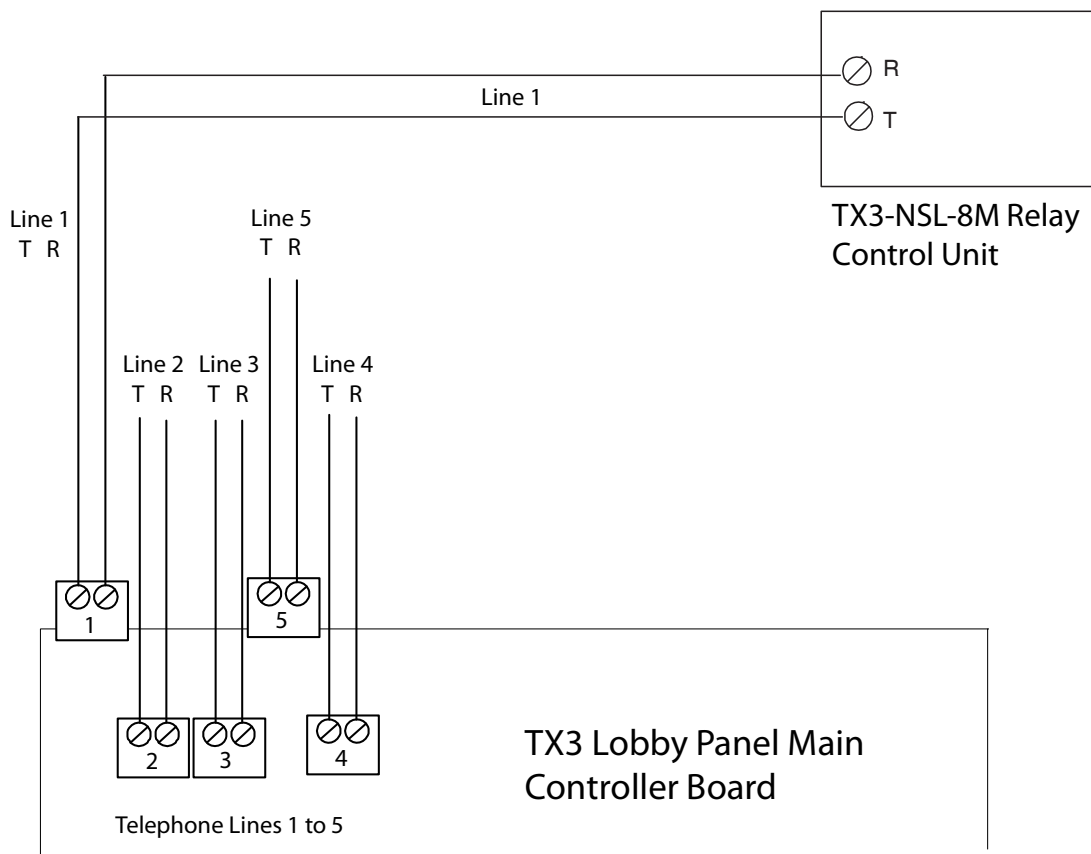 R
Line 1
T
TX3-NSL-8M Relay
Control Unit
Line 1
T R
Line 5
T R
Line 2
T R
Line 3
T R
Line 4
T R
1
5
2
3
4
TX3 Lobby Panel Main
Controller Board
Telephone Lines 1 to 5